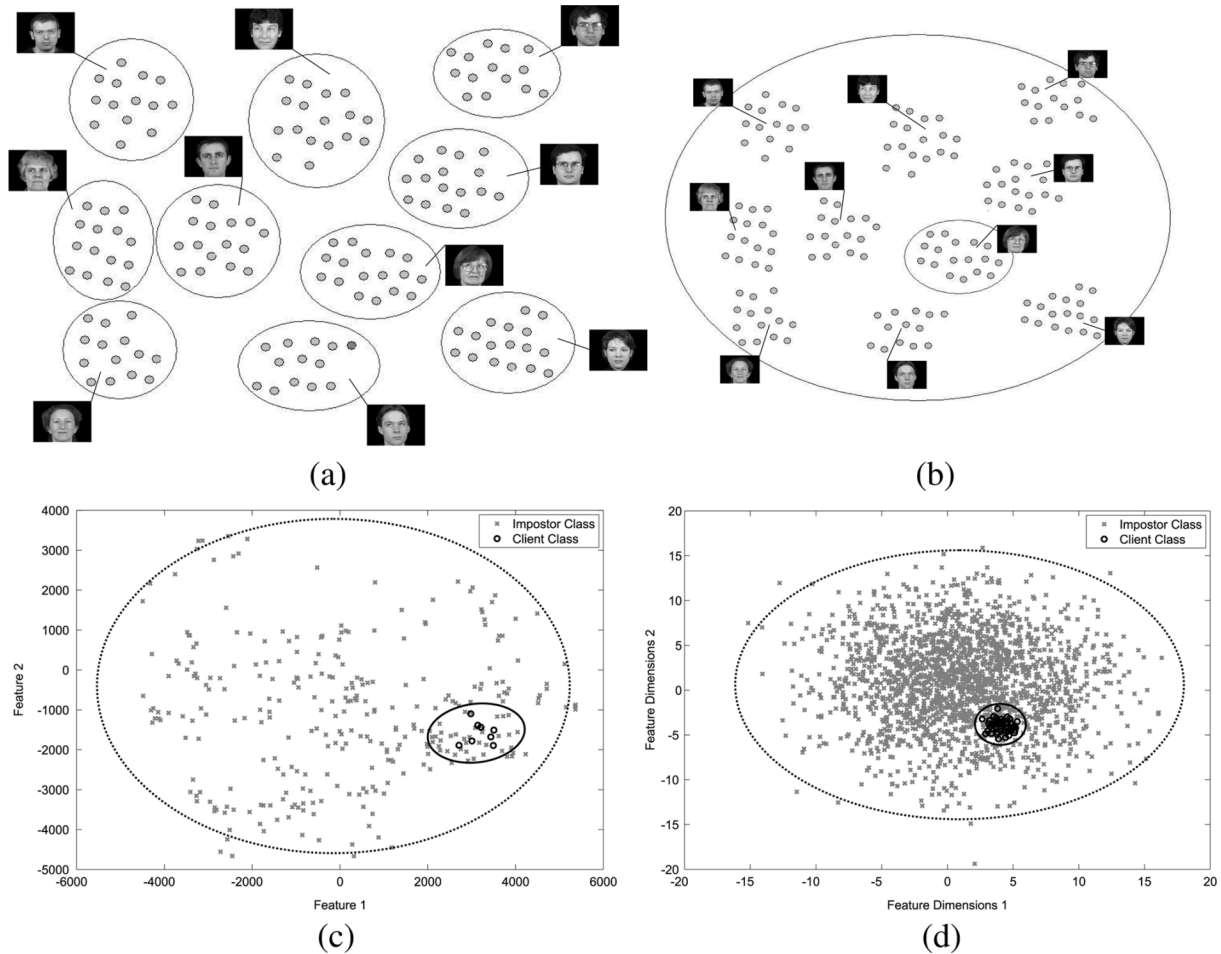 (a)
(b)
4000
3000
2000
1000
0
-1000
-2000
-3000
-4000
-5000
-6000
-4000
-2000
0
2000
4000
6000
Feature 2
Feature 1
Impostor Class
Client Class
(c)
20
15
10
5
0
-5
-10
-15
-20
-20
-15
-10
-5
0
5
10
15
20
Feature Dimensions 2
Feature Dimensions 1
Impostor Class
Client Class
(d)